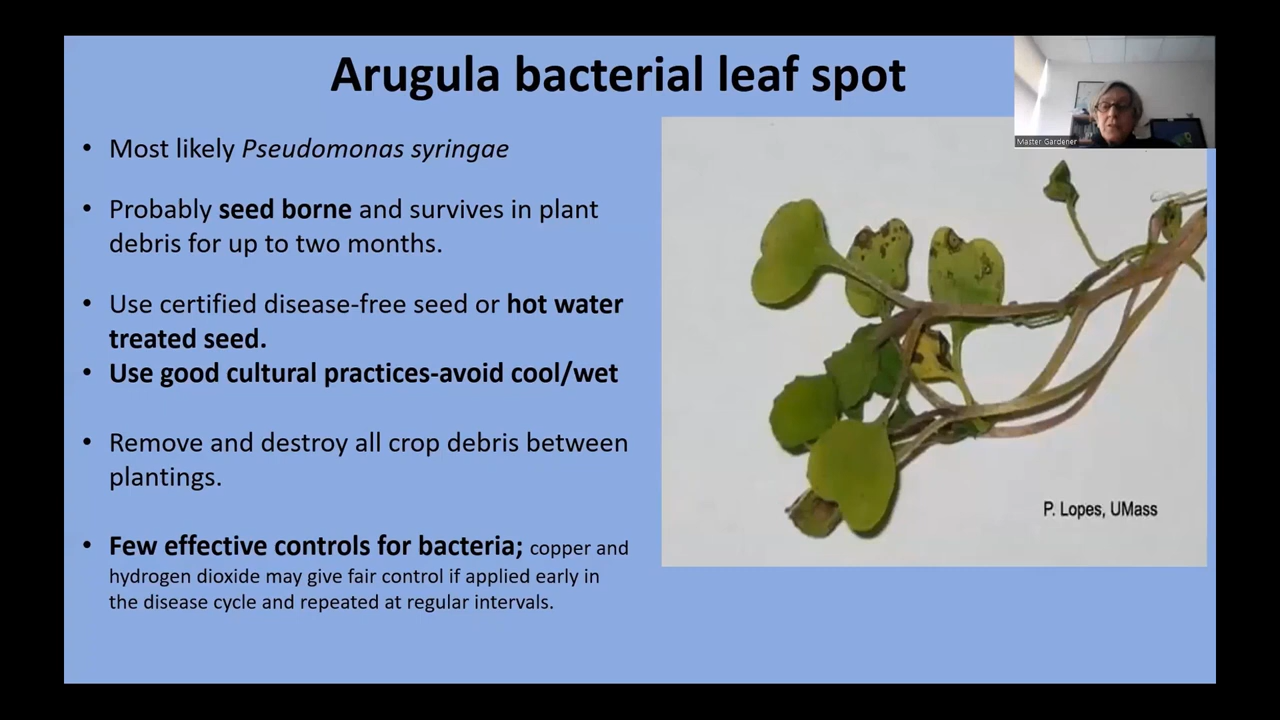 Arugula bacterial leaf spot
Master Gardener
• Most likely Pseudomonas syringae
• Probably seed borne and survives in plant
debris for up to two months.
• Use certified disease-free seed or hot water
treated seed.
• Use good cultural practices-avoid cool/wet
• Remove and destroy all crop debris between
plantings.
• Few effective controls for bacteria; copper and
hydrogen dioxide may give fair control if applied early in
the disease cycle and repeated at regular intervals.
P. Lopes, UMass